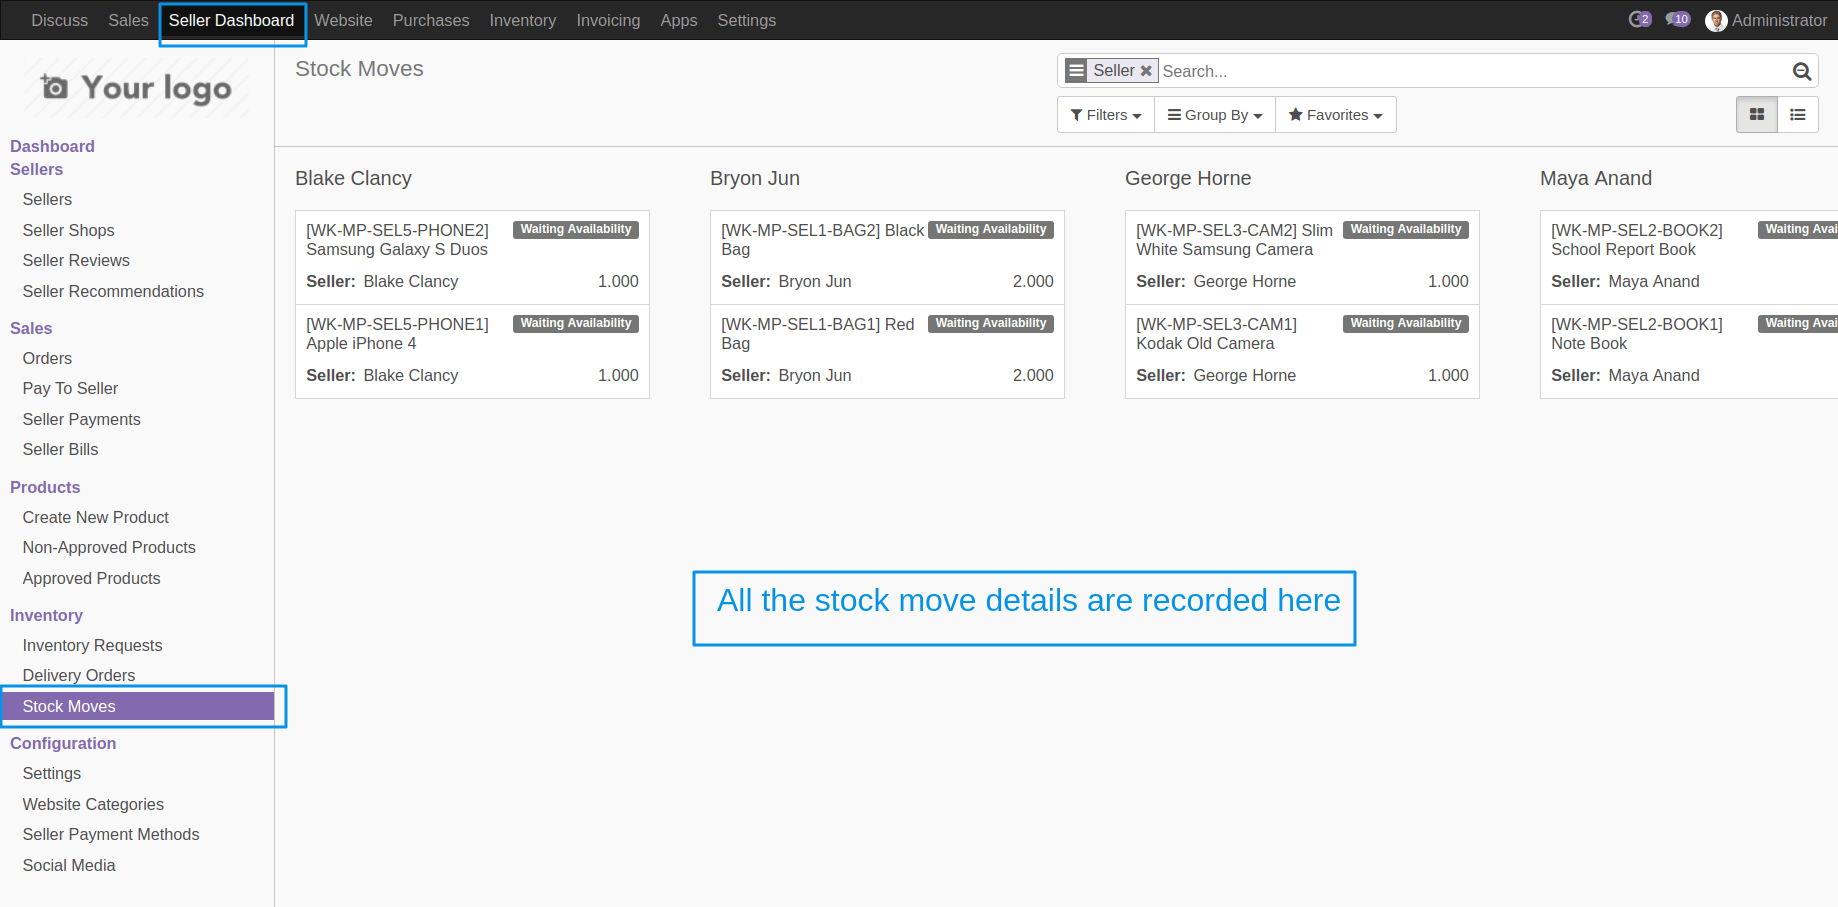 Discuss Sales Seller Dashboard Website Purchases Inventory Invoicing Apps Settings 2 10 Administrator
Your logo
Dashboard
Sellers
Sellers
Seller Shops
Seller Reviews
Seller Recommendations
Sales
Orders
Pay To Seller
Seller Payments
Seller Bills
Products
Create New Product
Non-Approved Products
Approved Products
Inventory
Inventory Requests
Delivery Orders
Stock Moves
Configuration
Settings
Website Categories
Seller Payment Methods
Social Media
Stock Moves
Seller Search...
Filters Group By Favorites
Blake Clancy
[WK-MP-SEL5-PHONE2] Waiting Availability
Samsung Galaxy S Duos
Seller: Blake Clancy 1.000
[WK-MP-SEL5-PHONE1] Waiting Availability
Apple iPhone 4
Seller: Blake Clancy 1.000
Bryon Jun
[WK-MP-SEL1-BAG2] Black Waiting Availability
Bag
Seller: Bryon Jun 2.000
[WK-MP-SEL1-BAG1] Red Waiting Availability
Bag
Seller: Bryon Jun 2.000
George Horne
[WK-MP-SEL3-CAM2] Slim Waiting Availability
White Samsung Camera
Seller: George Horne 1.000
[WK-MP-SEL3-CAM1] Waiting Availability
Kodak Old Camera
Seller: George Horne 1.000
Maya Anand
[WK-MP-SEL2-BOOK2] Waiting Avai
School Report Book
Seller: Maya Anand
[WK-MP-SEL2-BOOK1] Waiting Avai
Note Book
Seller: Maya Anand
All the stock move details are recorded here